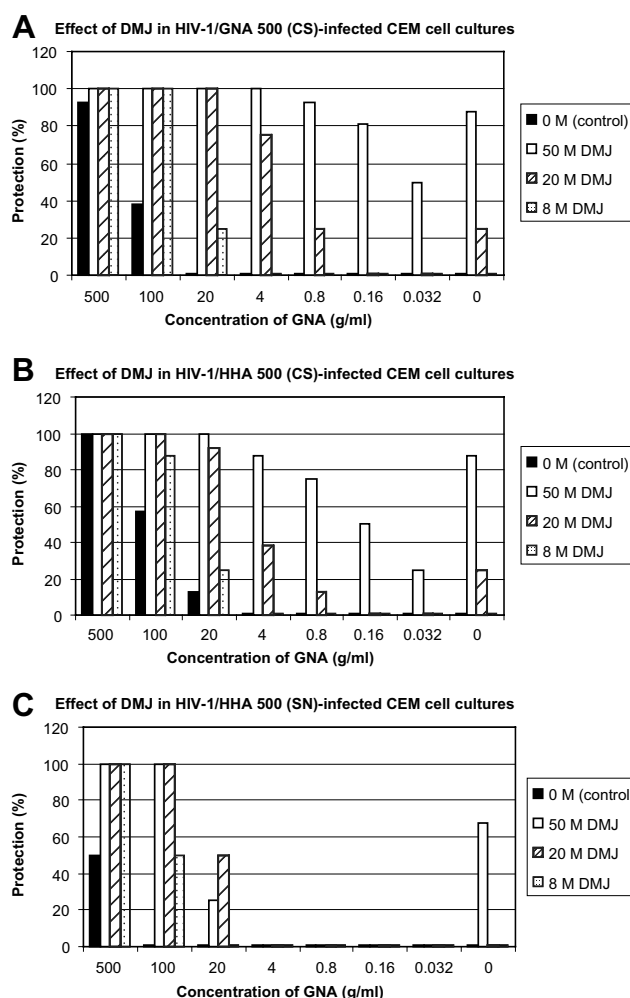 A Effect of DMJ in HIV-1/GNA 500 (CS)-infected CEM cell cultures
120
100
80
60
40
20
0
Protection (%)
500 100 20 4 0.8 0.16 0.032 0
Concentration of GNA (g/ml)
0 M (control)
50 M DMJ
20 M DMJ
8 M DMJ
B Effect of DMJ in HIV-1/HHA 500 (CS)-infected CEM cell cultures
120
100
80
60
40
20
0
Protection (%)
500 100 20 4 0.8 0.16 0.032 0
Concentration of GNA (g/ml)
0 M (control)
50 M DMJ
20 M DMJ
8 M DMJ
C Effect of DMJ in HIV-1/HHA 500 (SN)-infected CEM cell cultures
120
100
80
60
40
20
0
Protection (%)
500 100 20 4 0.8 0.16 0.032 0
Concentration of GNA (g/ml)
0 M (control
50 M DMJ
20 M DMJ
8 M DMJ